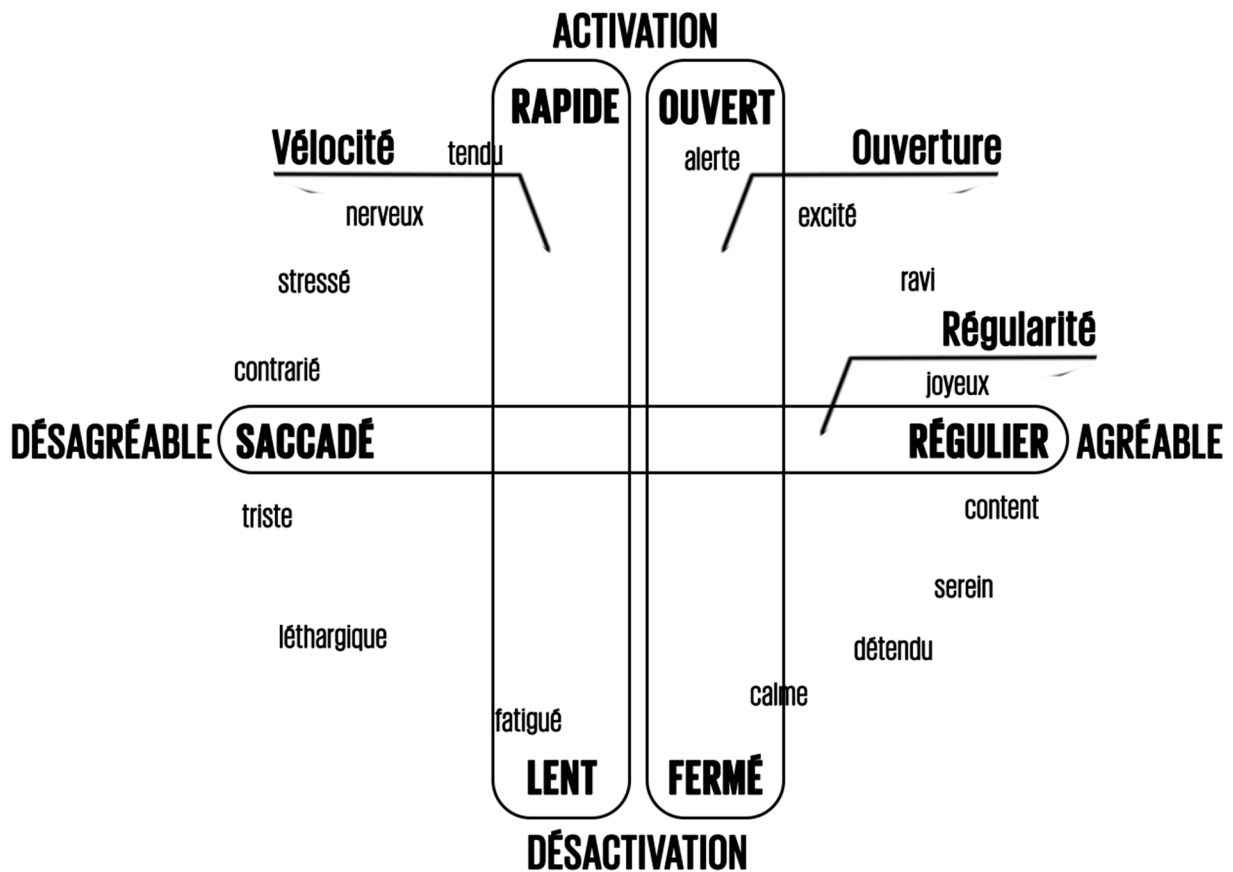 ACTIVATION
RAPIDE
OUVERT
Vélocité
tendu
alerte
Ouverture
nerveux
excité
stressé
ravi
Régularité
contrarié
joyeux
DÉSAGRÉABLE
SACCADÉ
RÉGULIER
AGRÉABLE
triste
content
serein
léthargique
détendu
calme
fatigué
LENT
FERMÉ
DÉSACTIVATION